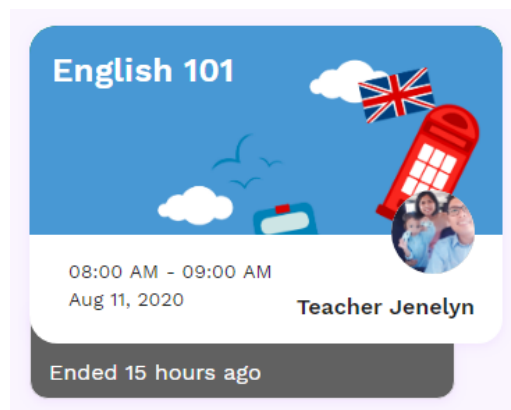 English 101
08:00 AM - 09:00 AM
Aug 11, 2020
Teacher Jenelyn
Ended 15 hours ago